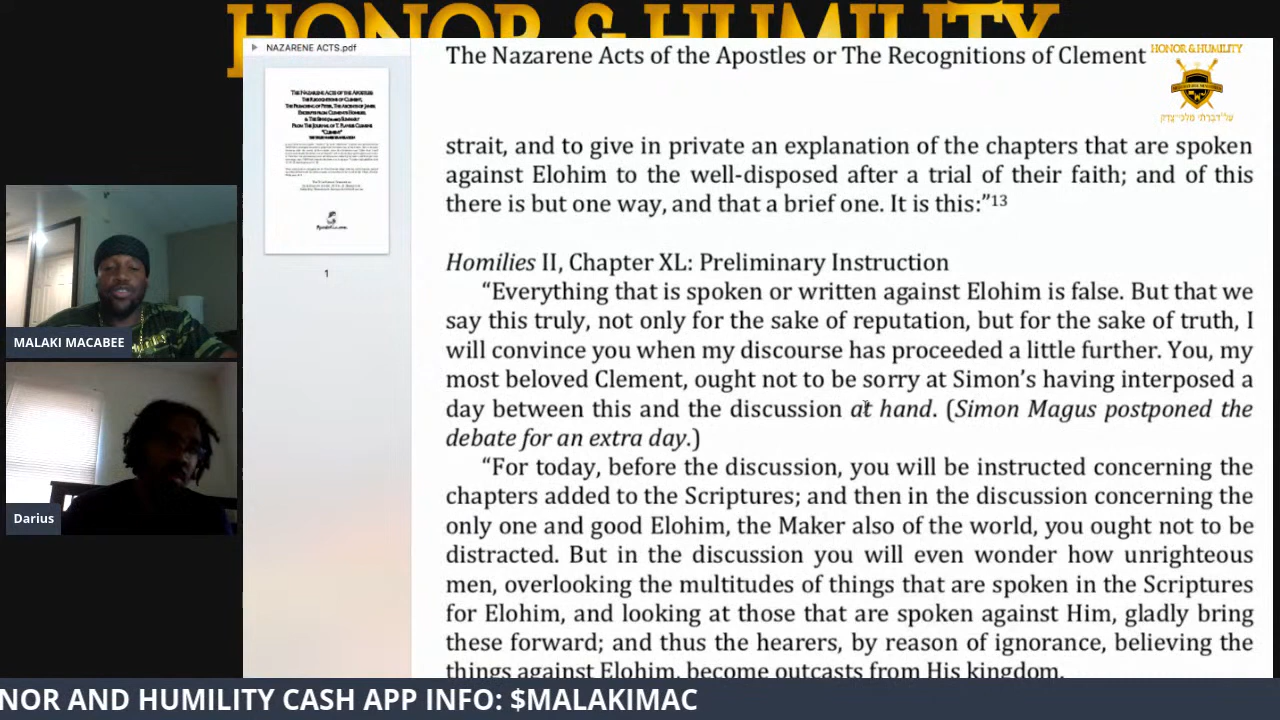 HONOR & HUMILITY
NAZARENE ACTS.pdf
THE NAZARENE ACTS OF THE APOSTLES
THE RECOGNITIONS OF CLEMENT,
1
The Nazarene Acts of the Apostles or The Recognitions of Clement
HONOR & HUMILITY
strait, and to give in private an explanation of the chapters that are spoken
against Elohim to the well-disposed after a trial of their faith; and of this
there is but one way, and that a brief one. It is this:”13
Homilies II, Chapter XL: Preliminary Instruction
“Everything that is spoken or written against Elohim is false. But that we
say this truly, not only for the sake of reputation, but for the sake of truth, I
will convince you when my discourse has proceeded a little further. You, my
most beloved Clement, ought not to be sorry at Simon’s having interposed a
day between this and the discussion at hand. (Simon Magus postponed the
debate for an extra day.)
“For today, before the discussion, you will be instructed concerning the
chapters added to the Scriptures; and then in the discussion concerning the
only one and good Elohim, the Maker also of the world, you ought not to be
distracted. But in the discussion you will even wonder how unrighteous
men, overlooking the multitudes of things that are spoken in the Scriptures
for Elohim, and looking at those that are spoken against Him, gladly bring
these forward; and thus the hearers, by reason of ignorance, believing the
things against Elohim, become outcasts from His kingdom.
MALAKI MACABEE
Darius
NOR AND HUMILITY CASH APP INFO: $MALAKIMAC